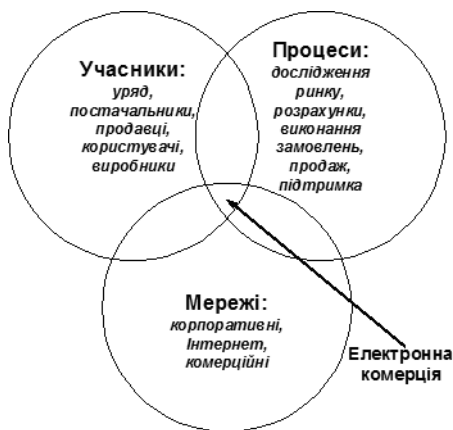 Учасники:
уряд,
постачальники,
продавці,
користувачі,
виробники
Процеси:
дослідження
ринку,
розрахунки,
виконання
замовлень,
продаж,
підтримка
Мережі:
корпоративні,
Інтернет,
комерційні
Електронна
комерція